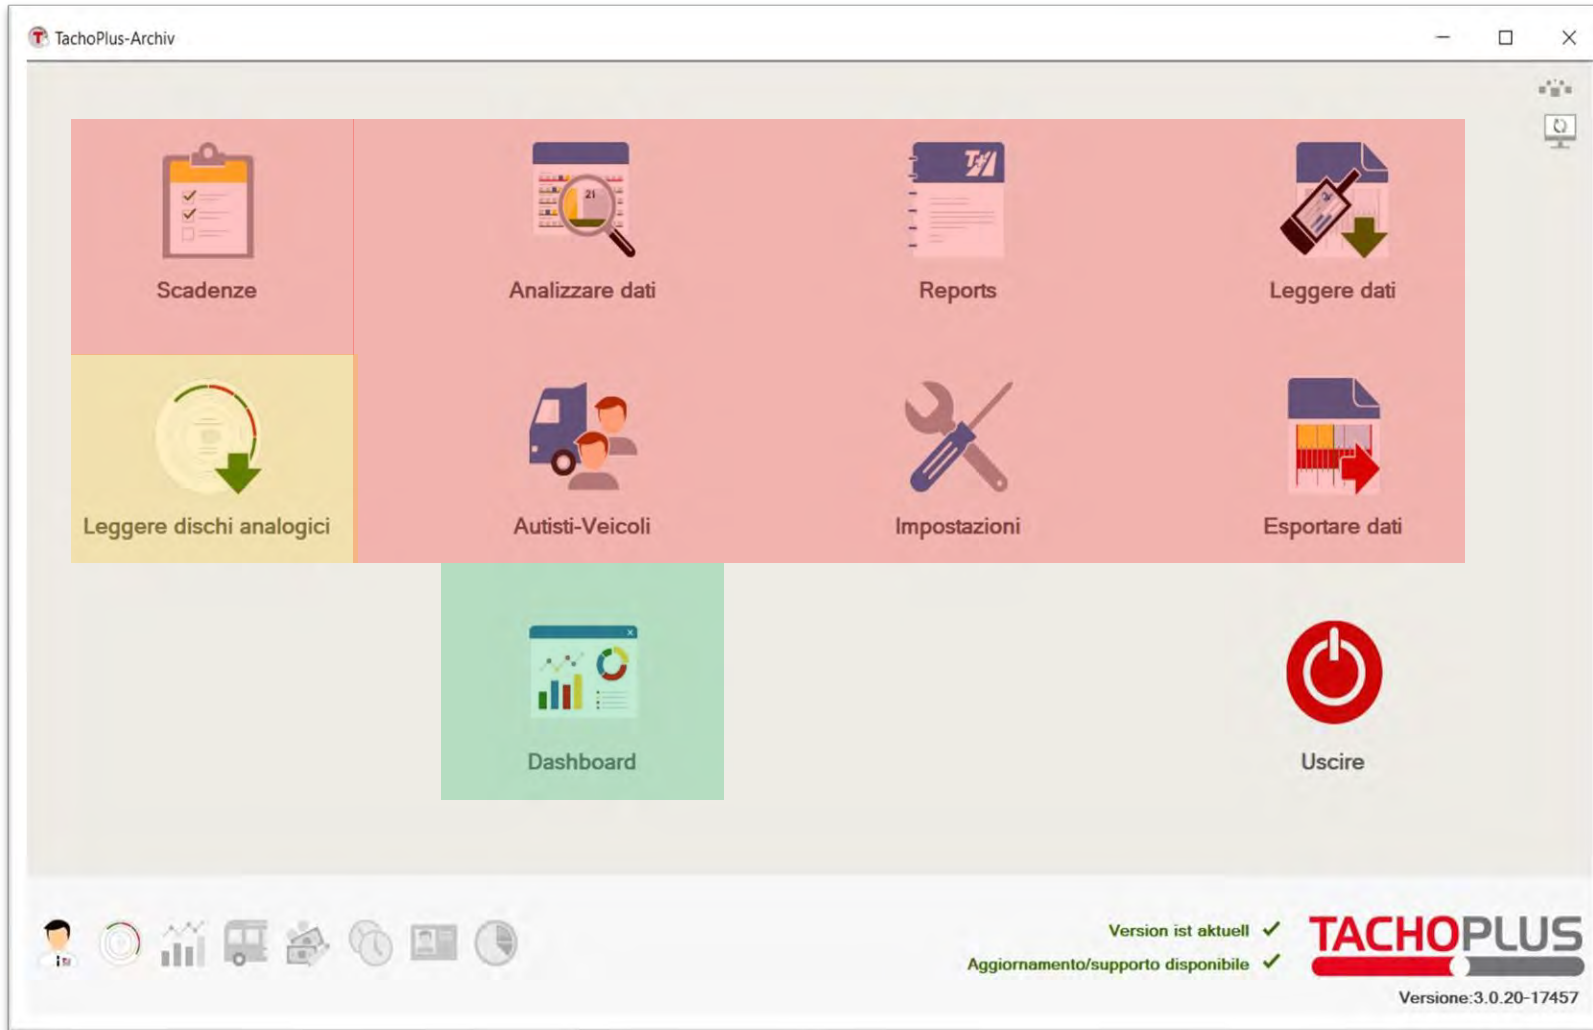 TachoPlus-Archiv
Scadenze
Analizzare dati
Reports
Leggere dati
Leggere dischi analogici
Autisti-Veicoli
Impostazioni
Esportare dati
Dashboard
Uscire
Version ist aktuell
Aggiornamento/supporto disponibile
TACHOPLUS
Versione:3.0.20-17457
21
T+